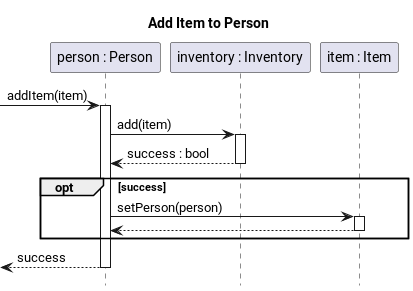 Add Item to Person
person : Person
inventory : Inventory
item : Item
addItem(item)
add(item)
success : bool
opt
[success]
setPerson(person)
success